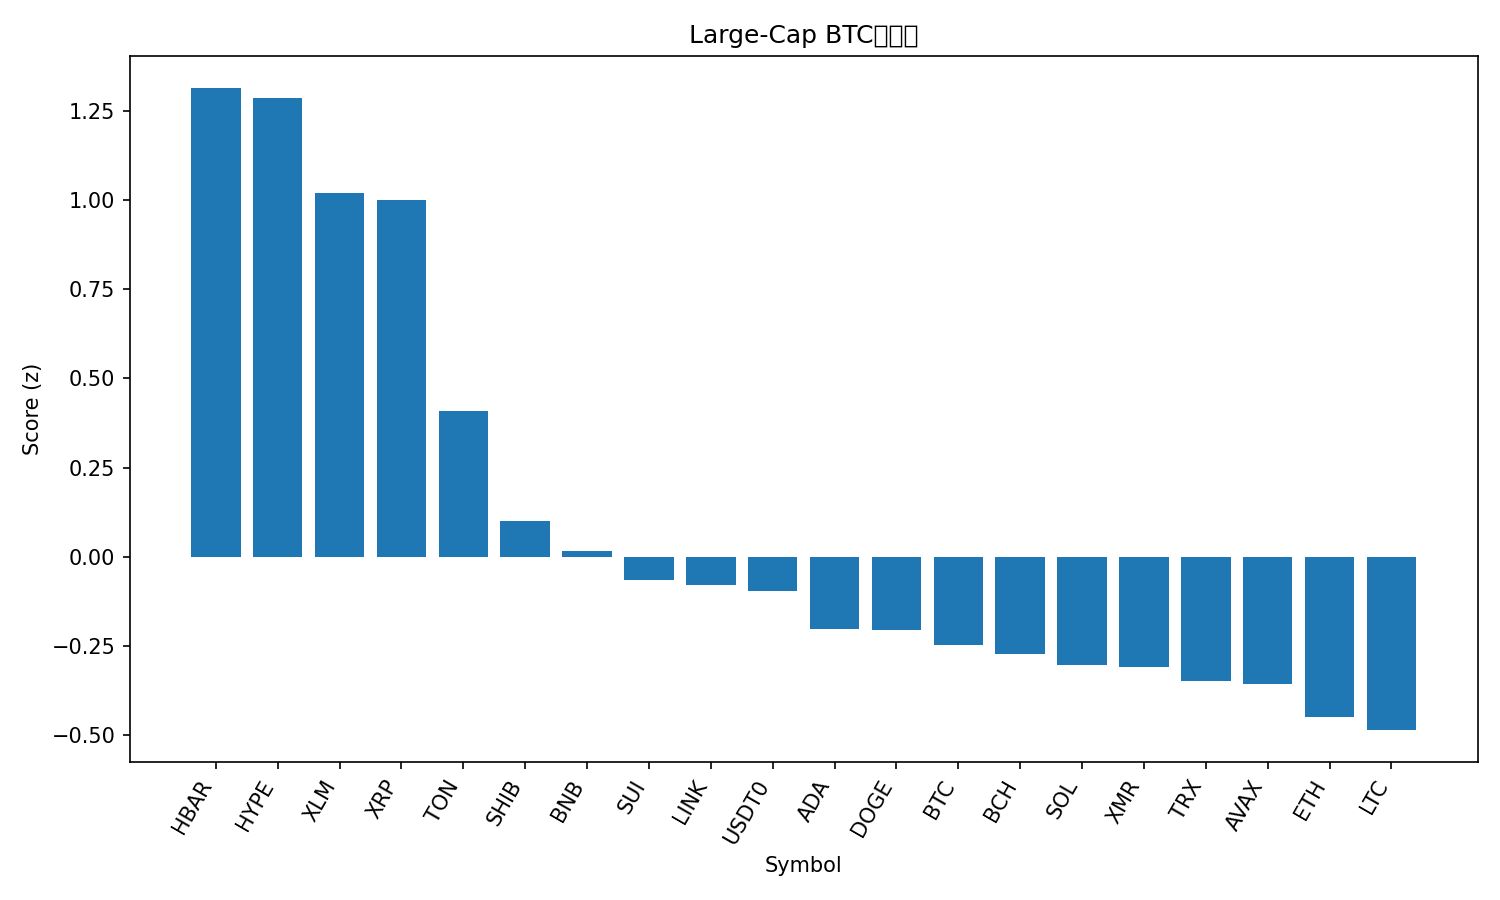 Large-Cap BTC
1.25
1.00
0.75
0.50
0.25
0.00
−0.25
−0.50
Score (z)
HBAR
HYPE
XLM
XRP
TON
SHIB
BNB
SUI
LINK
USDT0
ADA
DOGE
BTC
BCH
SOL
XMR
TRX
AVAX
ETH
LTC
Symbol